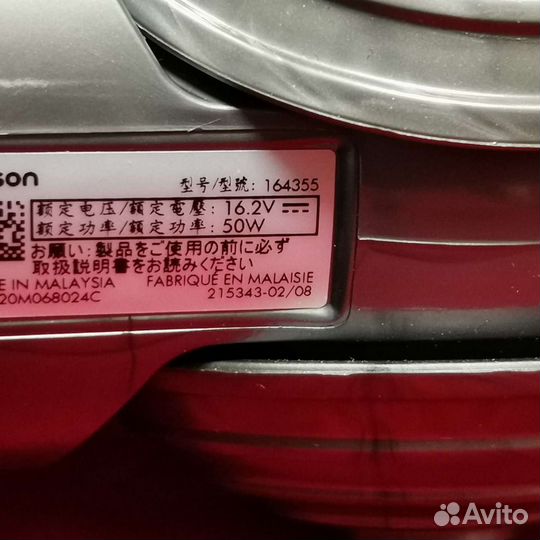 son
型号/型號: 164355
额定电压/額定電壓: 16.2V
额定功率/額定功率: 50W
お願い: 製品をご使用の前に必ず
取扱説明書をお読みください
E IN MALAYSIA FABRIQUÉ EN MALAISIE
20M068024C 215343-02/08
Avito